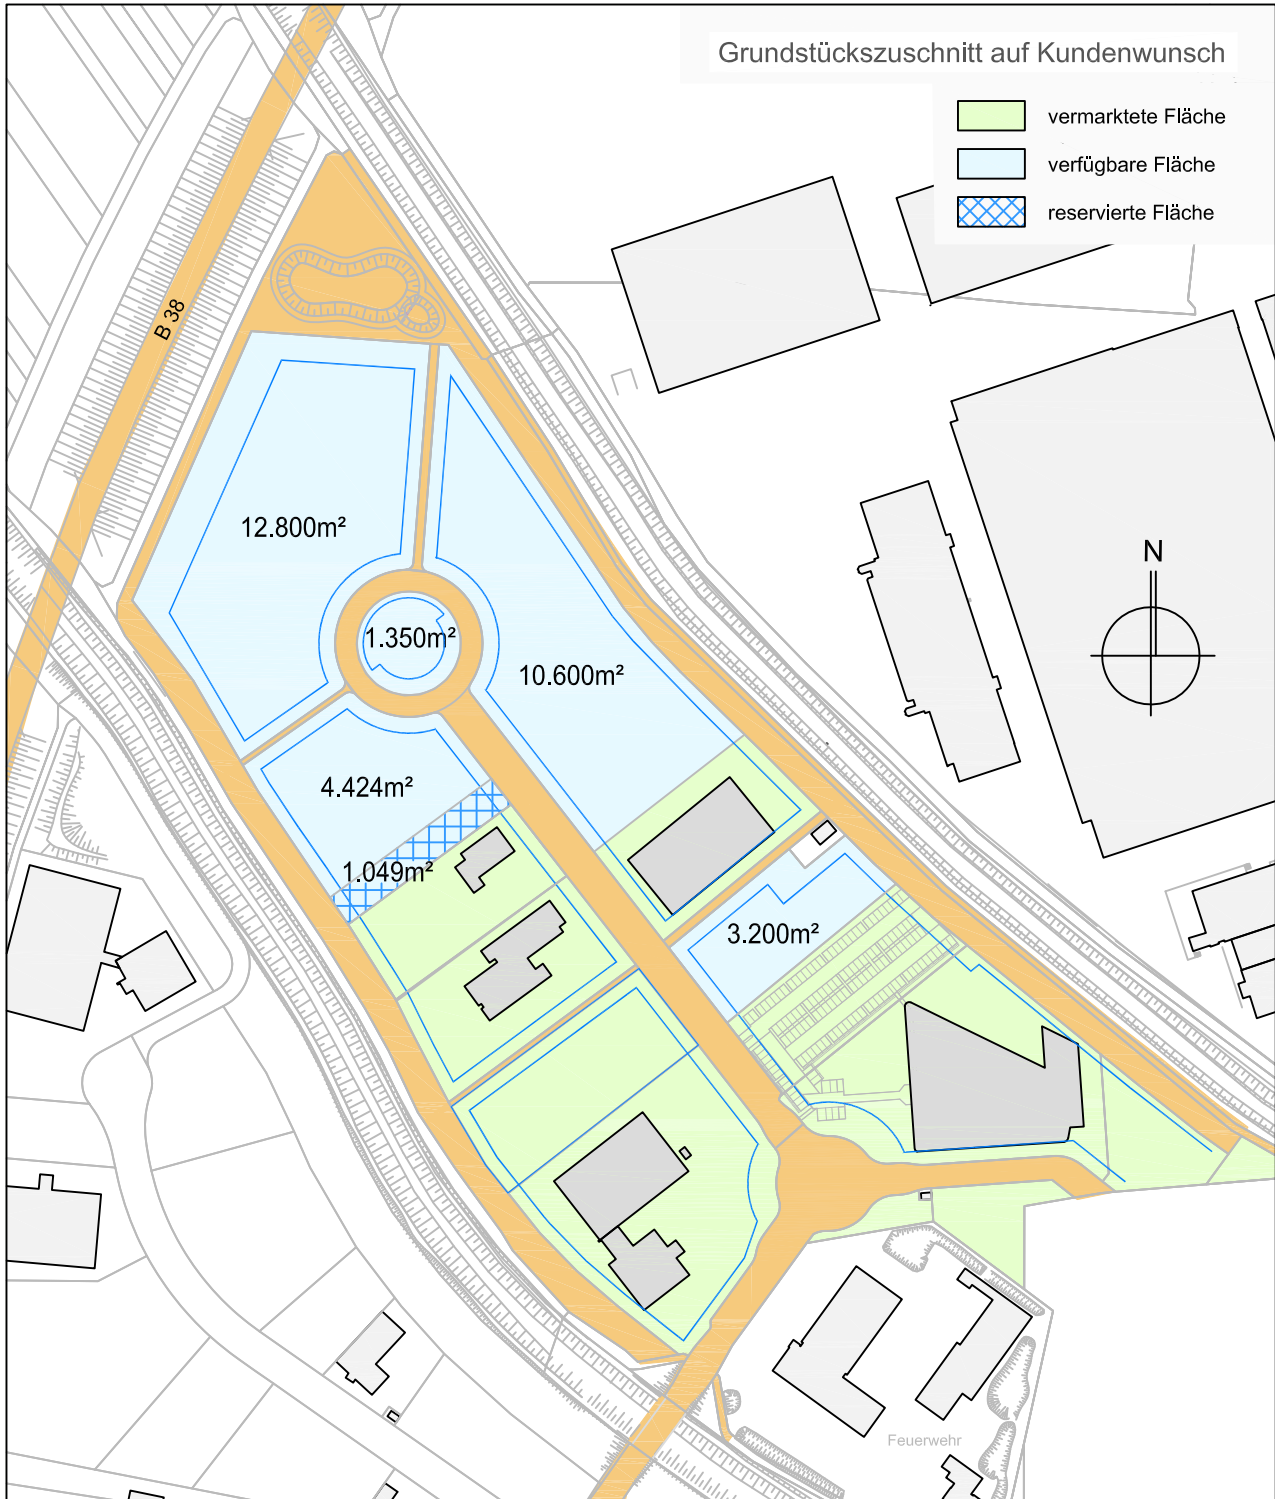 Grundstückszuschnitt auf Kundenwunsch
vermarktete Fläche
verfügbare Fläche
reservierte Fläche
B 38
12.800m²
N
1.350m²
10.600m²
4.424m²
1.049m²
3.200m²
Feuerwehr